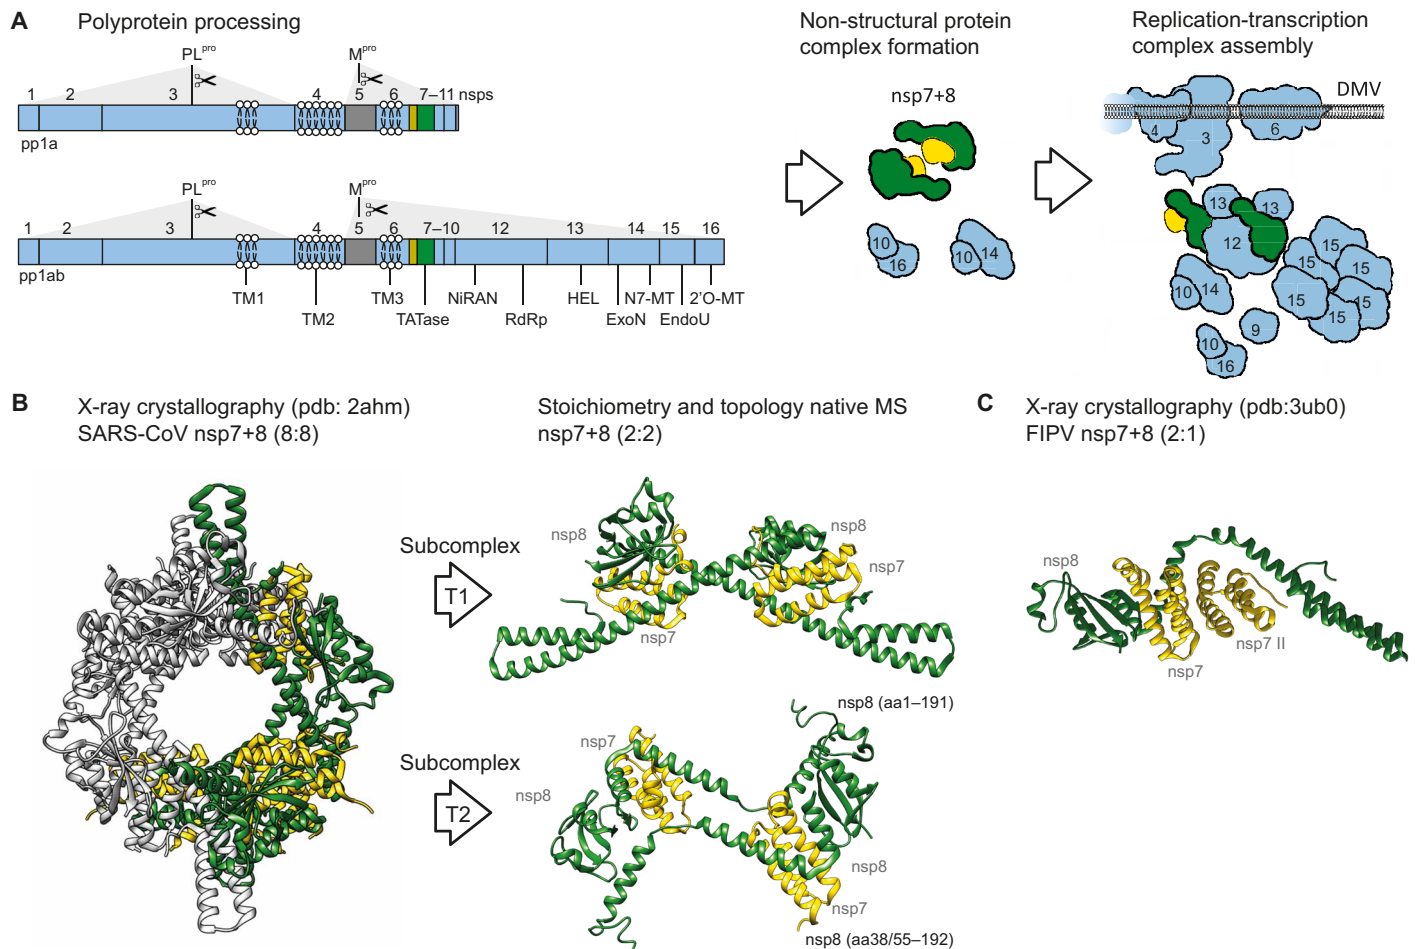 A Polyprotein processing
Non-structural protein
complex formation
Replication-transcription
complex assembly
PLpro
Mpro
1 2 3 4 5 6 7–11 nsps
pp1a
PLpro
Mpro
1 2 3 4 5 6 7–10 12 13 14 15 16
pp1ab
TM1 TM2 TM3 TATase NiRAN RdRp HEL ExoN N7-MT EndoU 2'O-MT
nsp7+8
10
16
10
14
DMV
4
3
6
13
13
12
15
15
15
15
15
15
10
14
9
10
16
B X-ray crystallography (pdb: 2ahm)
SARS-CoV nsp7+8 (8:8)
Stoichiometry and topology native MS
nsp7+8 (2:2)
Subcomplex
T1
nsp8
nsp7
nsp8
nsp7
nsp8 (aa1–191)
Subcomplex
T2
nsp8
nsp7
nsp8
nsp7
nsp8 (aa38/55–192)
C X-ray crystallography (pdb:3ub0)
FIPV nsp7+8 (2:1)
nsp8
nsp7
nsp7 II